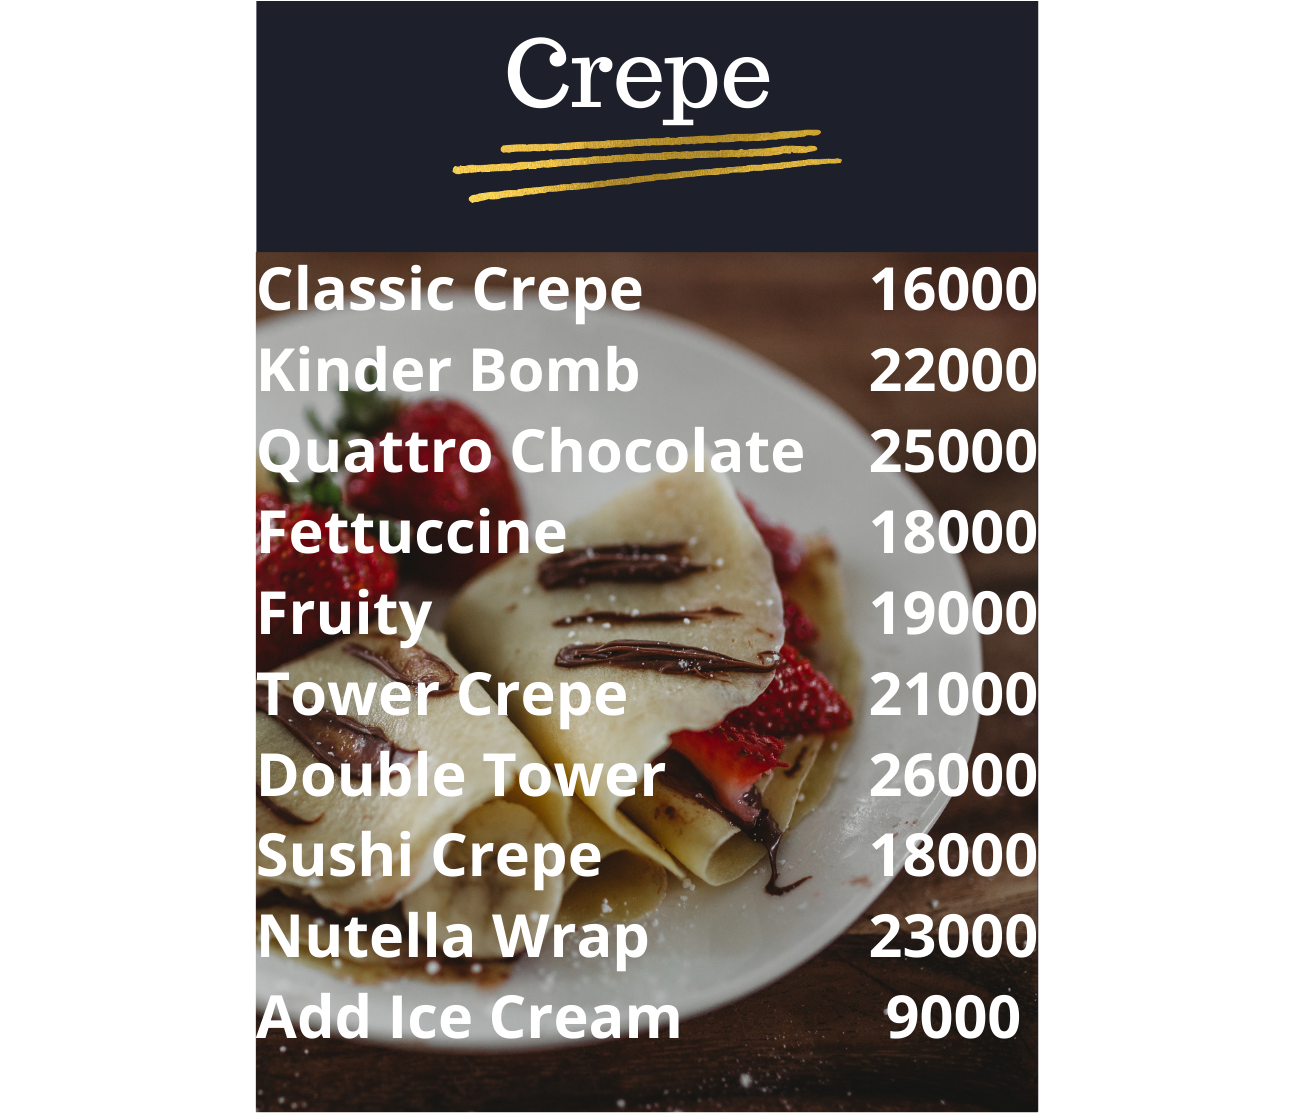 Crepe
Classic Crepe 16000
Kinder Bomb 22000
Quattro Chocolate 25000
Fettuccine 18000
Fruity 19000
Tower Crepe 21000
Double Tower 26000
Sushi Crepe 18000
Nutella Wrap 23000
Add Ice Cream 9000